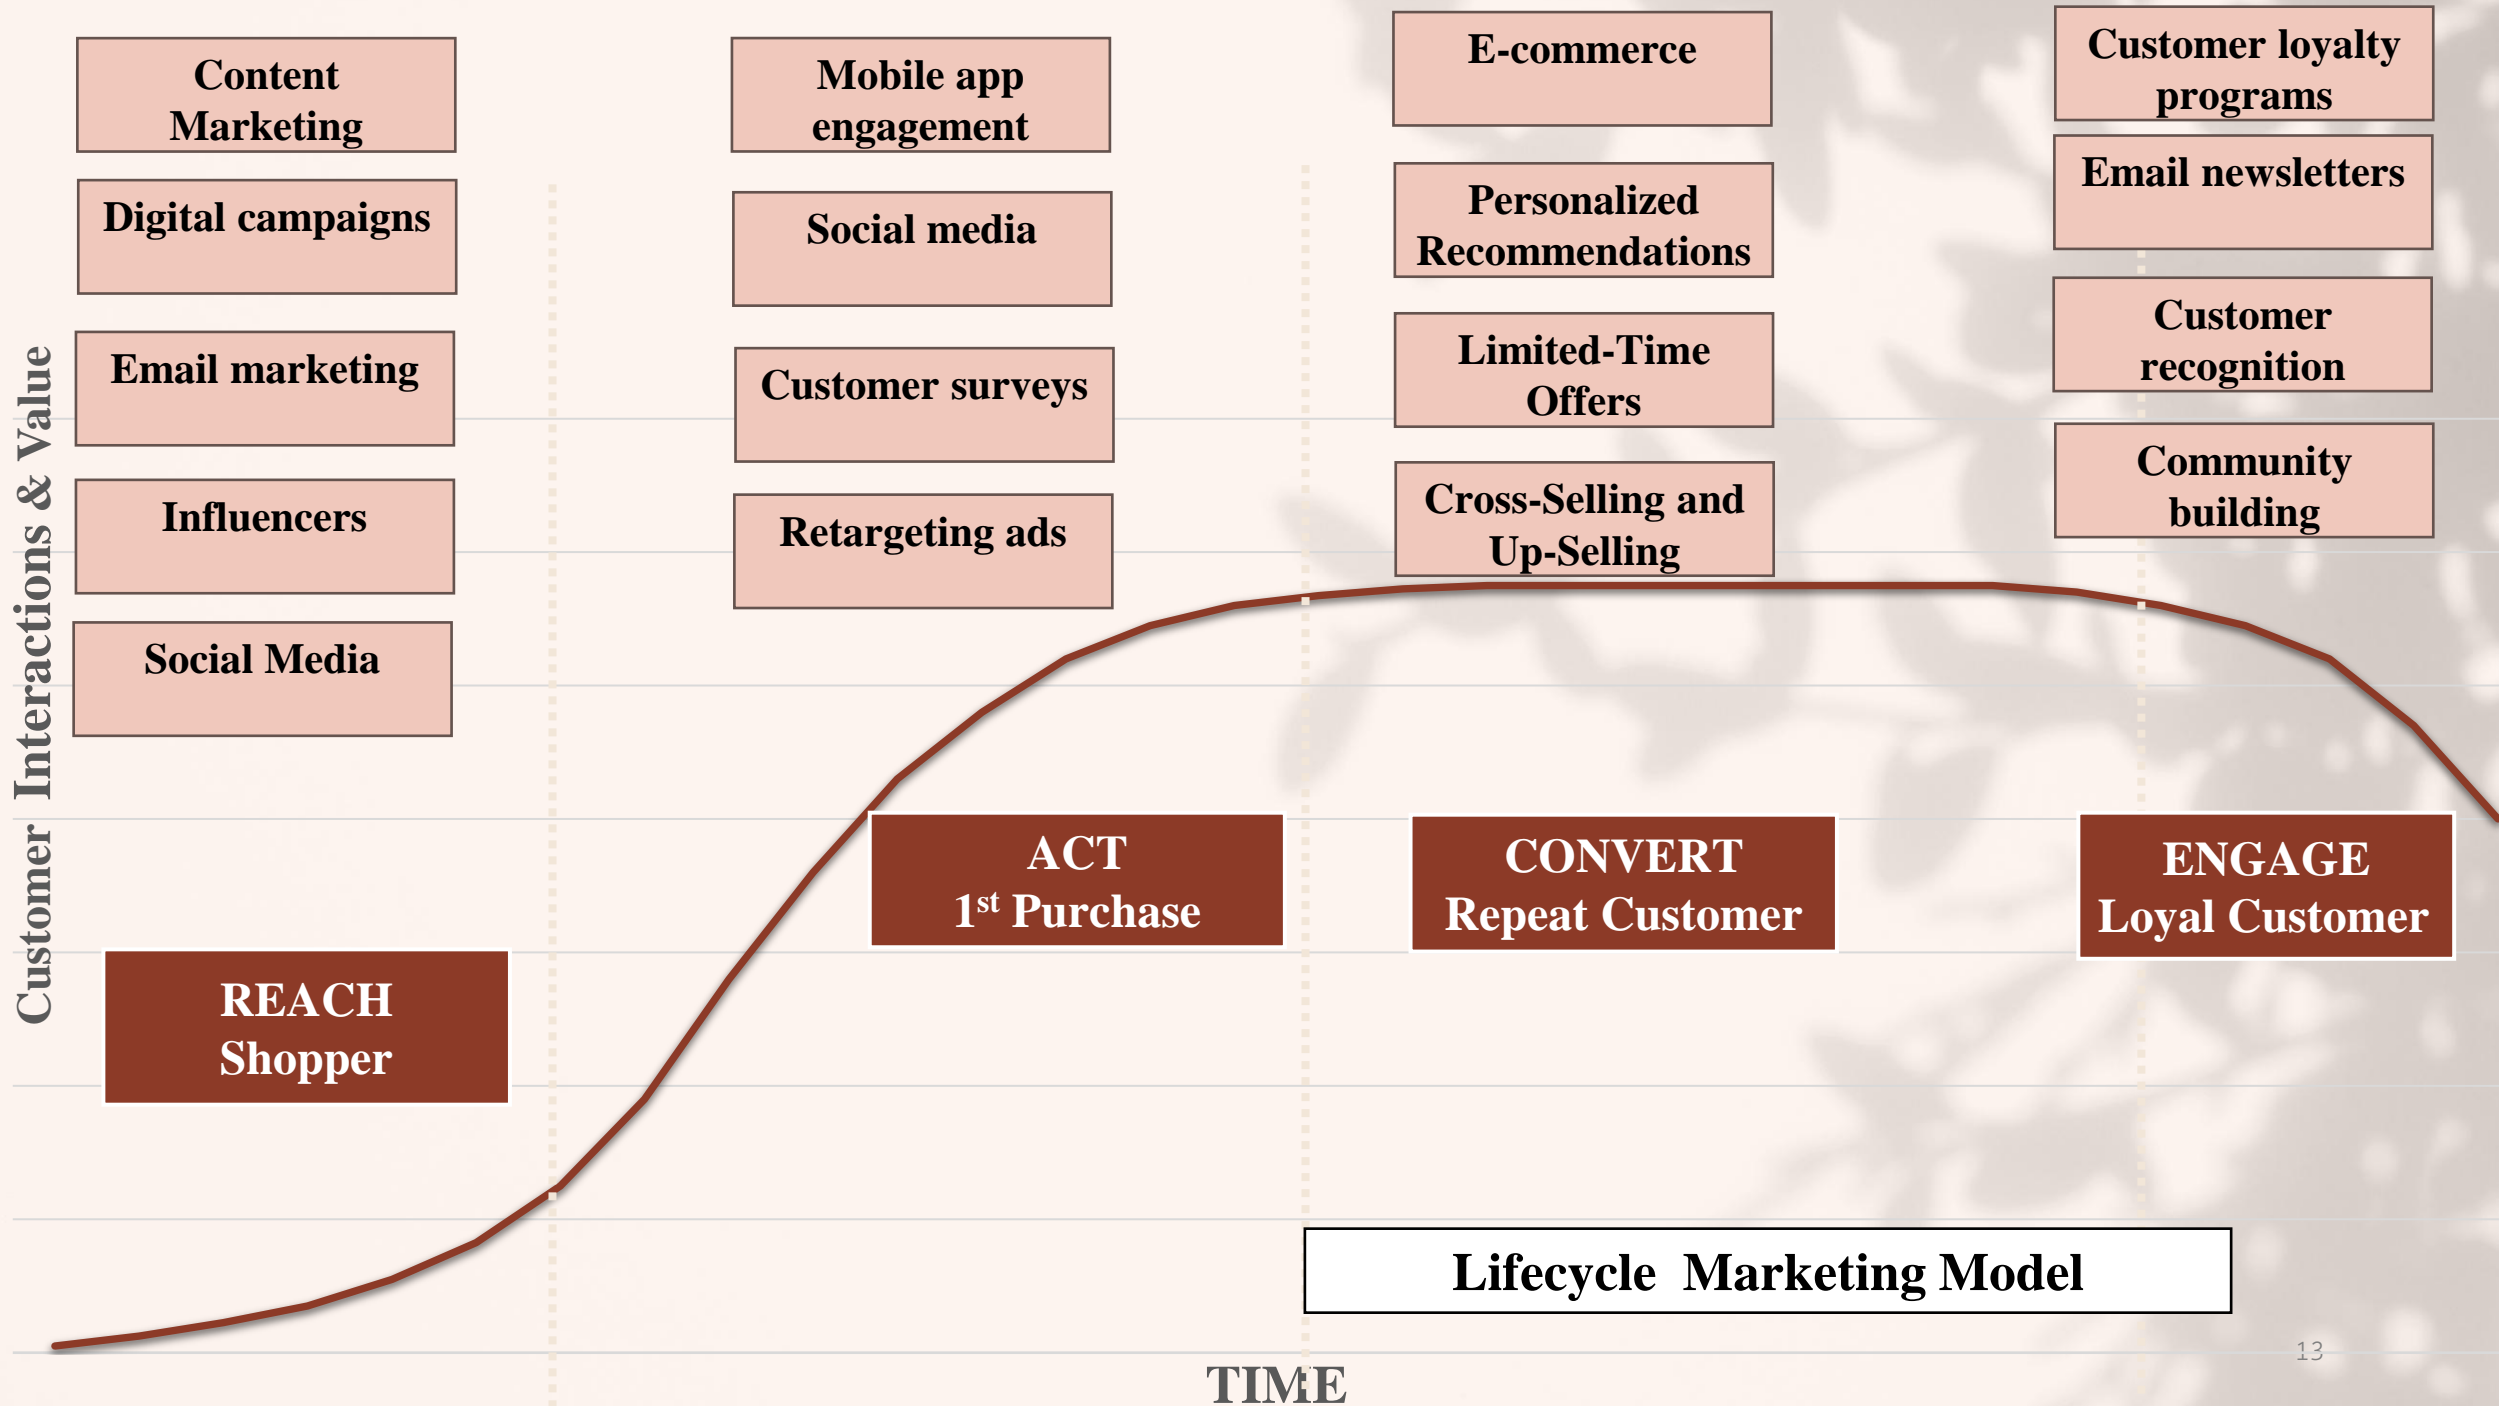 Content
Marketing
Digital campaigns
Email marketing
Influencers
Social Media
Mobile app
engagement
Social media
Customer surveys
Retargeting ads
E-commerce
Personalized
Recommendations
Limited-Time
Offers
Cross-Selling and
Up-Selling
Customer loyalty
programs
Email newsletters
Customer
recognition
Community
building
Customer Interactions & Value
REACH
Shopper
ACT
1st Purchase
CONVERT
Repeat Customer
ENGAGE
Loyal Customer
Lifecycle Marketing Model
13
TIME